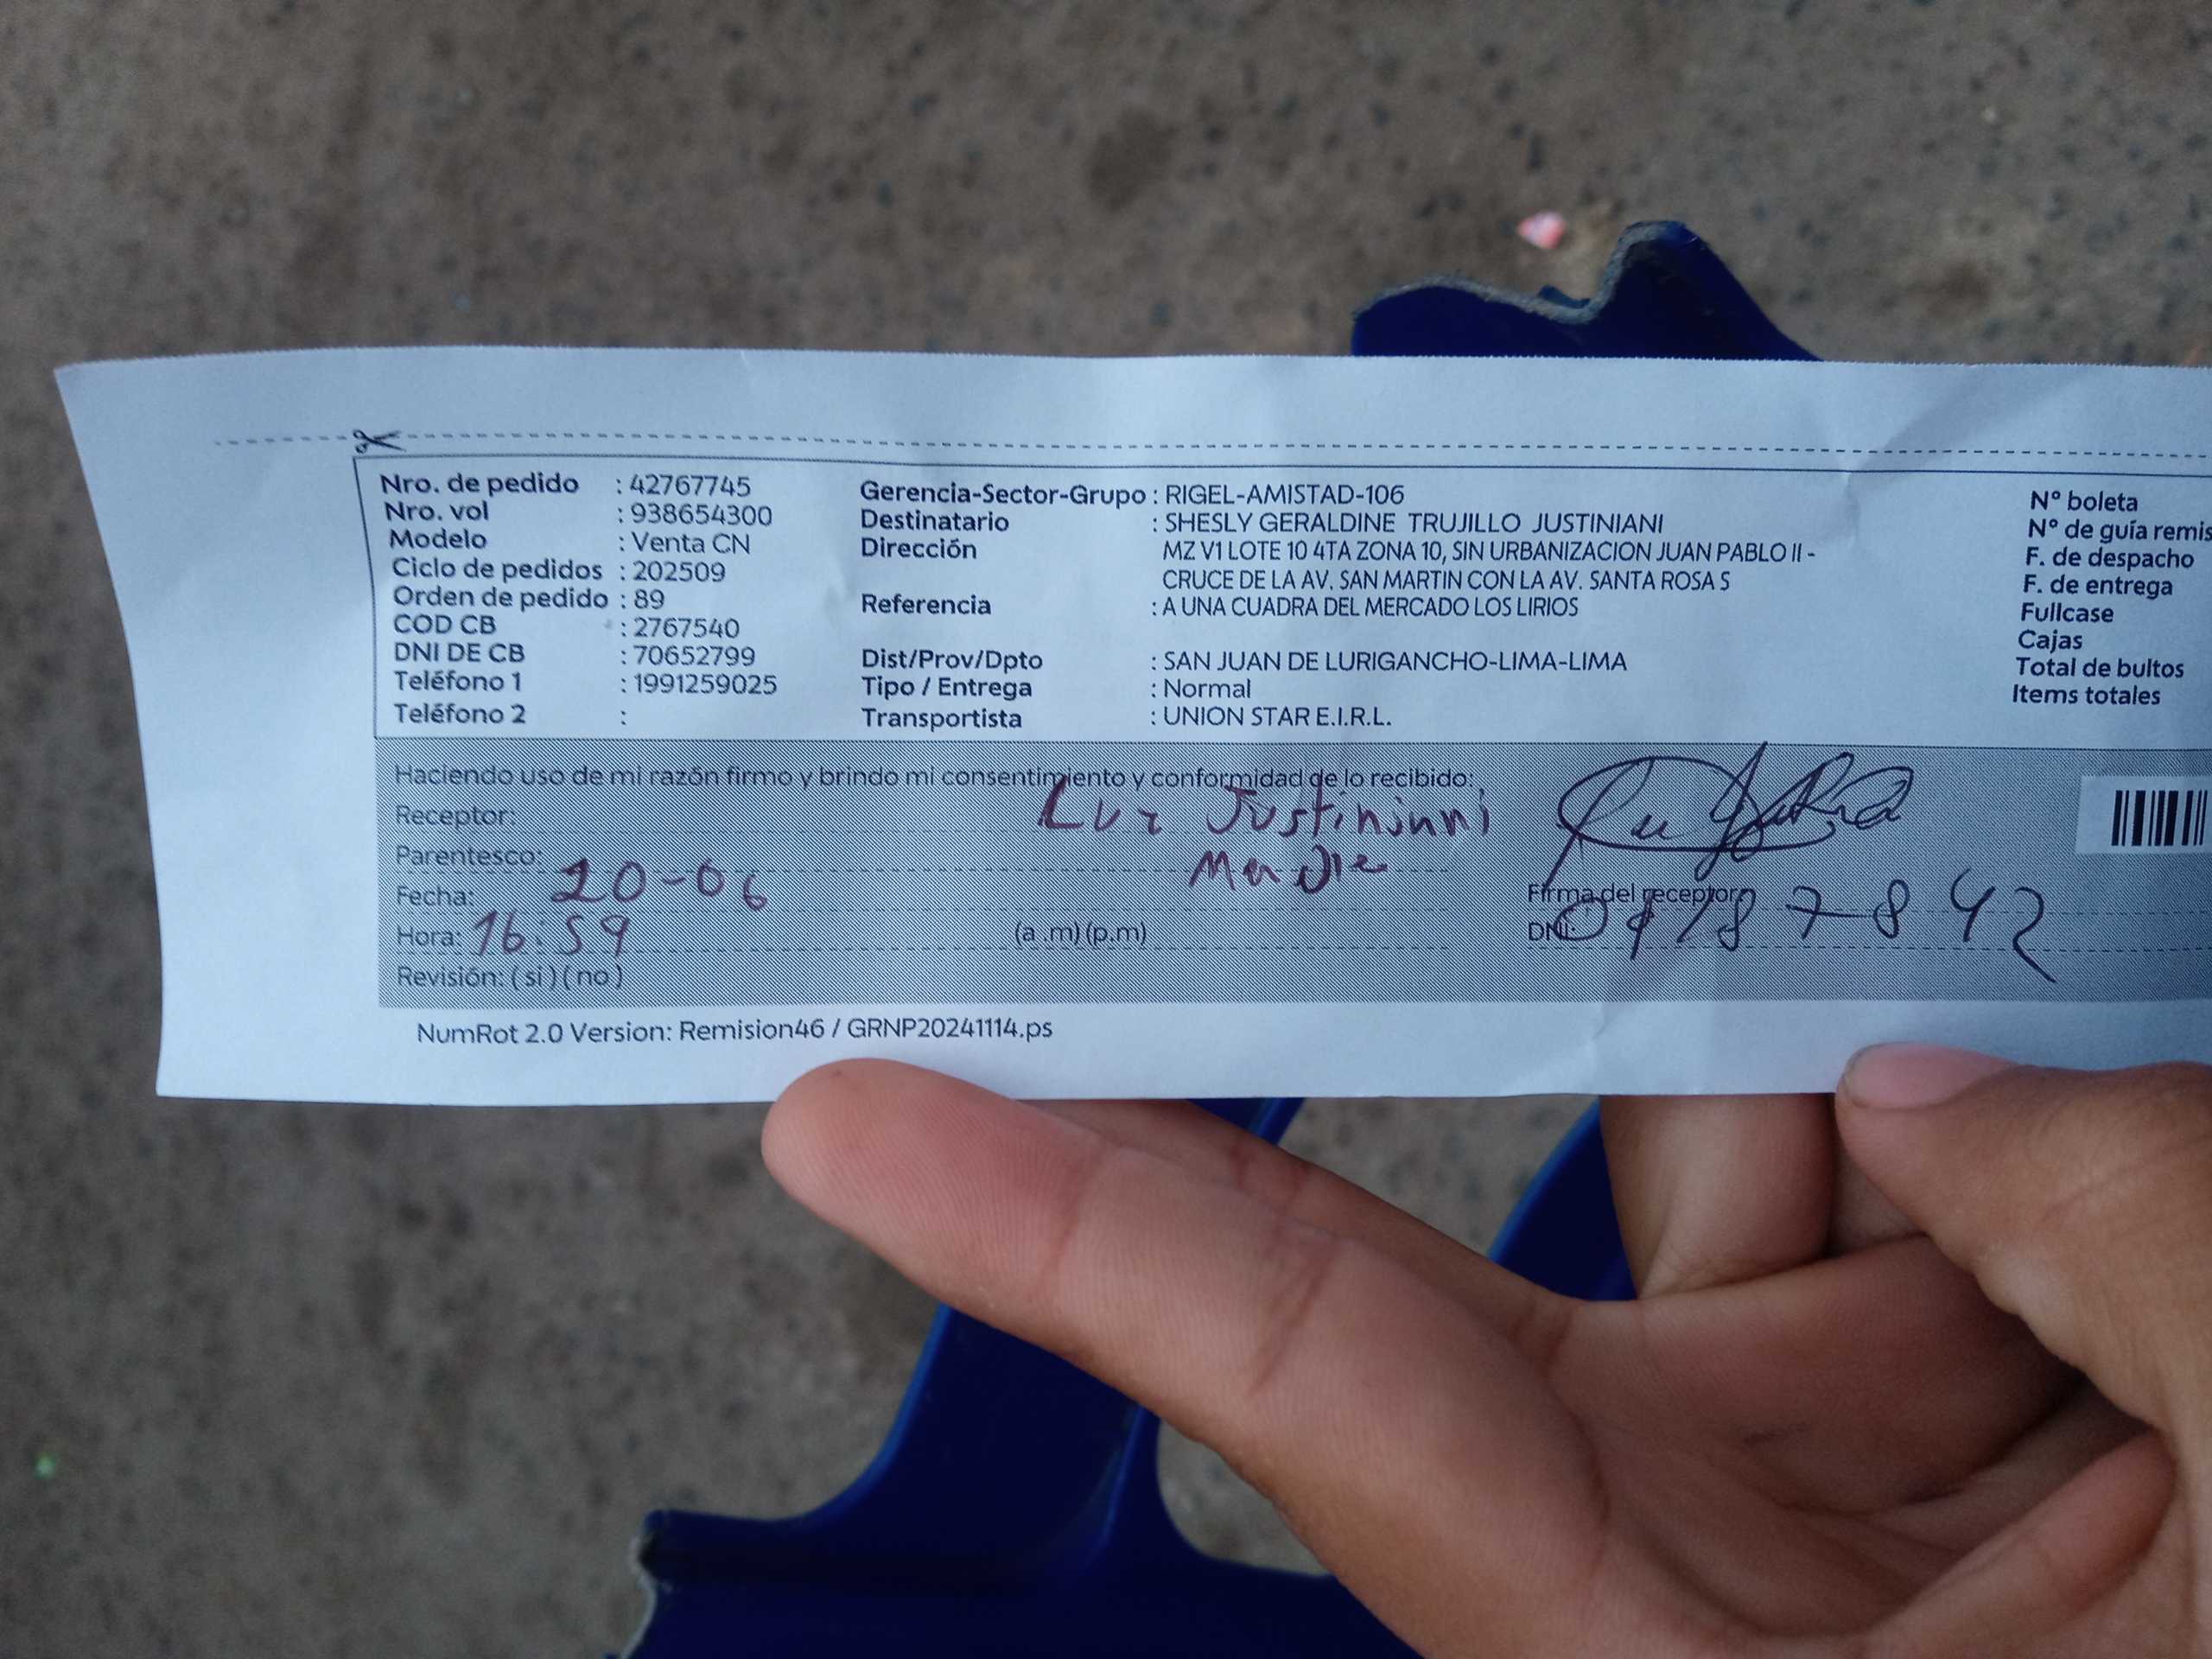 Nro. de pedido : 42767745
Nro. vol : 938654300
Modelo : Venta CN
Ciclo de pedidos : 202509
Orden de pedido : 89
COD CB : 2767540
DNI DE CB : 70652799
Teléfono 1 : 1991259025
Teléfono 2 :
Gerencia-Sector-Grupo : RIGEL-AMISTAD-106
Destinatario : SHESLY GERALDINE TRUJILLO JUSTINIANI
Dirección MZ V1 LOTE 10 4TA ZONA 10, SIN URBANIZACION JUAN PABLO II -
CRUCE DE LA AV. SAN MARTIN CON LA AV. SANTA ROSA S
Referencia : A UNA CUADRA DEL MERCADO LOS LIRIOS
Dist/Prov/Dpto : SAN JUAN DE LURIGANCHO-LIMA-LIMA
Tipo / Entrega : Normal
Transportista : UNION STAR E.I.R.L.
Nº boleta
Nº de guía remis
F. de despacho
F. de entrega
Fullcase
Cajas
Total de bultos
Items totales
Haciendo uso de mi razón firmo y brindo mi consentimiento y conformidad de lo recibido:
Receptor: Luz
Parentesco: Madre
Fecha: 20-06
Hora: 16:59 (a .m) (p.m)
Revisión: ( si ) ( no )
Firma del receptor
DNI:
NumRot 2.0 Version: Remision46 / GRNP20241114.ps